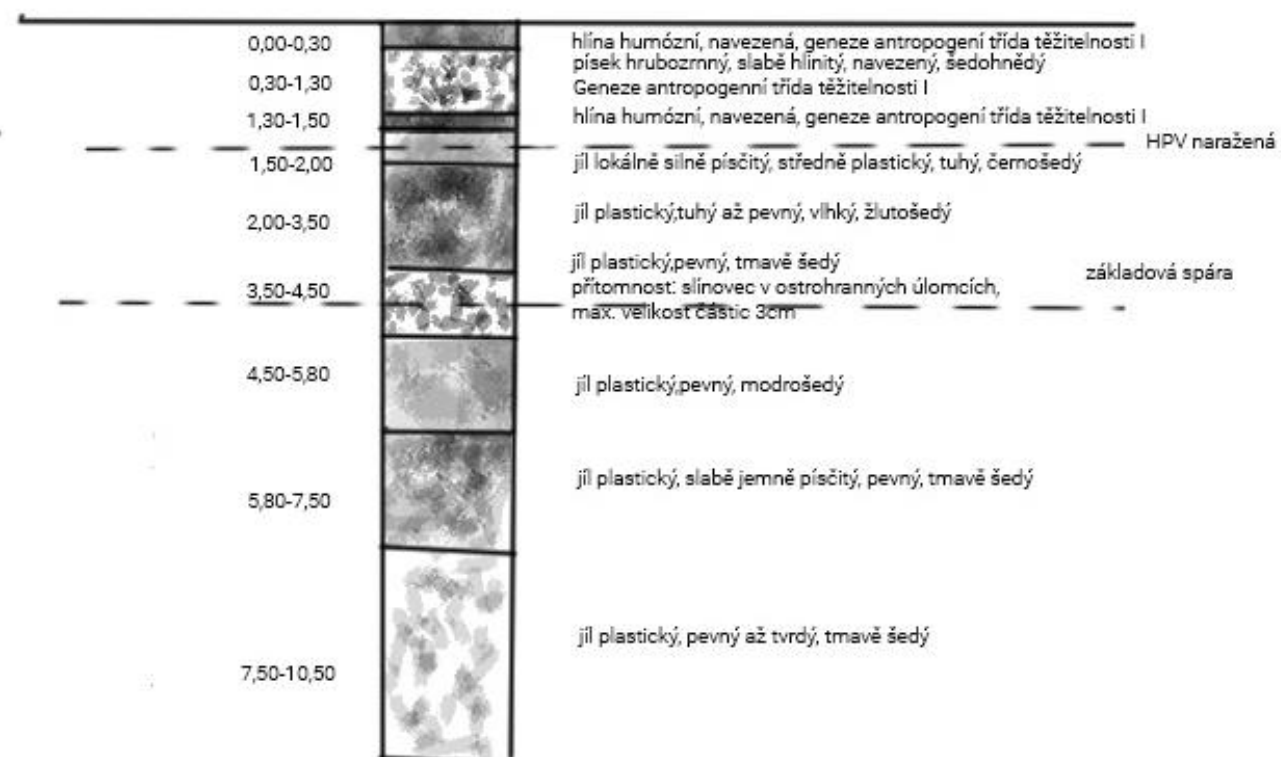 0,00-0,30 hlína humózní, navezená, geneze antropogení třída těžitelnosti I
písek hrubozrnný, slabě hlinitý, navezený, šedohnědý
0,30-1,30 Geneze antropogenní třída těžitelnosti I
1,30-1,50 hlína humózní, navezená, geneze antropogení třída těžitelnosti I
HPV naražená
1,50-2,00 jíl lokálně silně písčitý, středně plastický, tuhý, černošedý
2,00-3,50 jíl plastický,tuhý až pevný, vlhký, žlutošedý
jíl plastický,pevný, tmavě šedý
základová spára
3,50-4,50 přítomnost: slínovec v ostrohranných úlomcích,
max. velikost částic 3cm
4,50-5,80 jíl plastický,pevný, modrošedý
5,80-7,50 jíl plastický, slabě jemně písčitý, pevný, tmavě šedý
7,50-10,50 jíl plastický, pevný až tvrdý, tmavě šedý